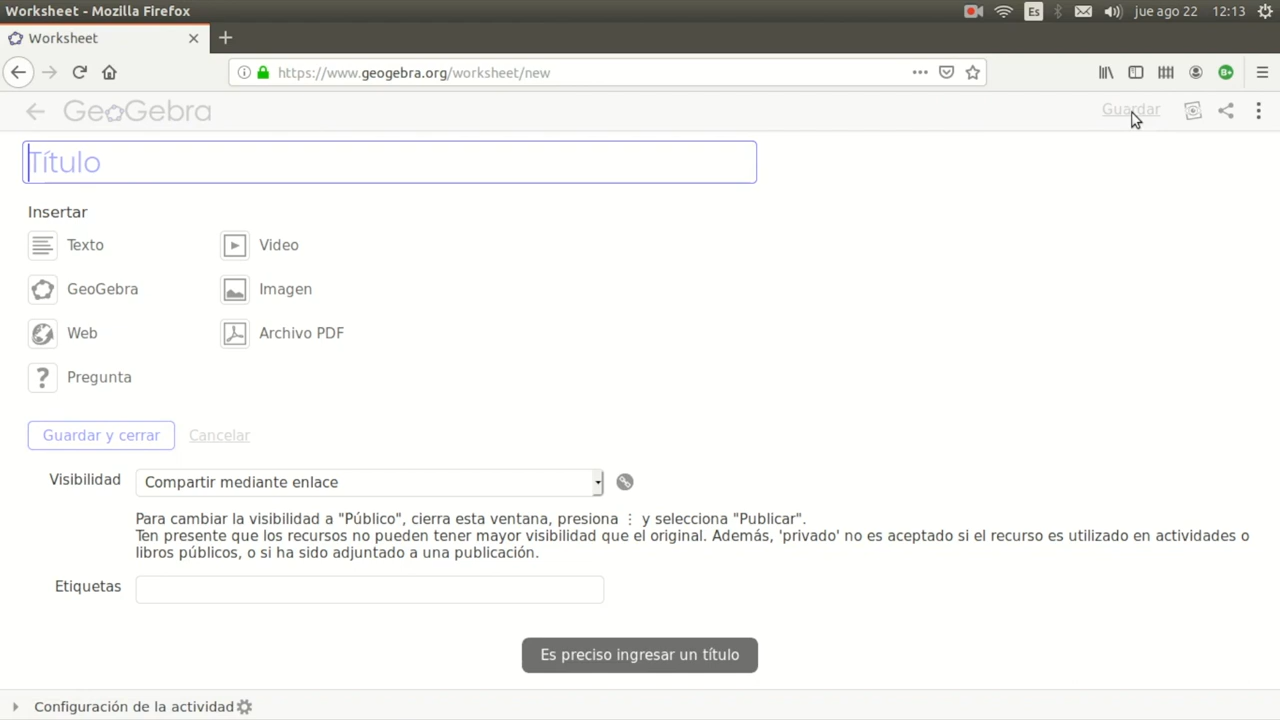 Worksheet - Mozilla Firefox
Es
jue ago 22
12:13
Worksheet
https://www.geogebra.org/worksheet/new
GeoGebra
Guardar
Título
Insertar
Texto
Video
GeoGebra
Imagen
Web
Archivo PDF
Pregunta
Guardar y cerrar
Cancelar
Visibilidad
Compartir mediante enlace
Para cambiar la visibilidad a "Público", cierra esta ventana, presiona ⋮ y selecciona "Publicar".
Ten presente que los recursos no pueden tener mayor visibilidad que el original. Además, 'privado' no es aceptado si el recurso es utilizado en actividades o
libros públicos, o si ha sido adjuntado a una publicación.
Etiquetas
Es preciso ingresar un título
Configuración de la actividad